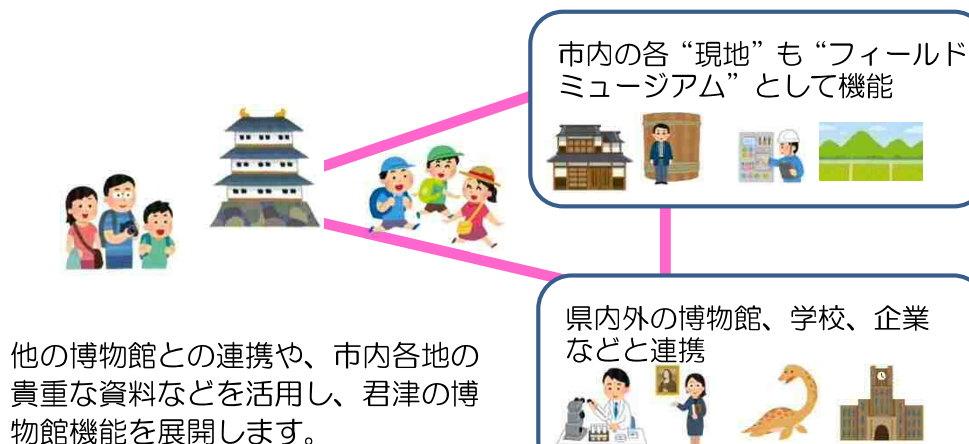 市内の各“現地”も“フィールド
ミュージアム”として機能
県内外の博物館、学校、企業
などと連携
他の博物館との連携や、市内各地の
貴重な資料などを活用し、君津の博
物館機能を展開します。